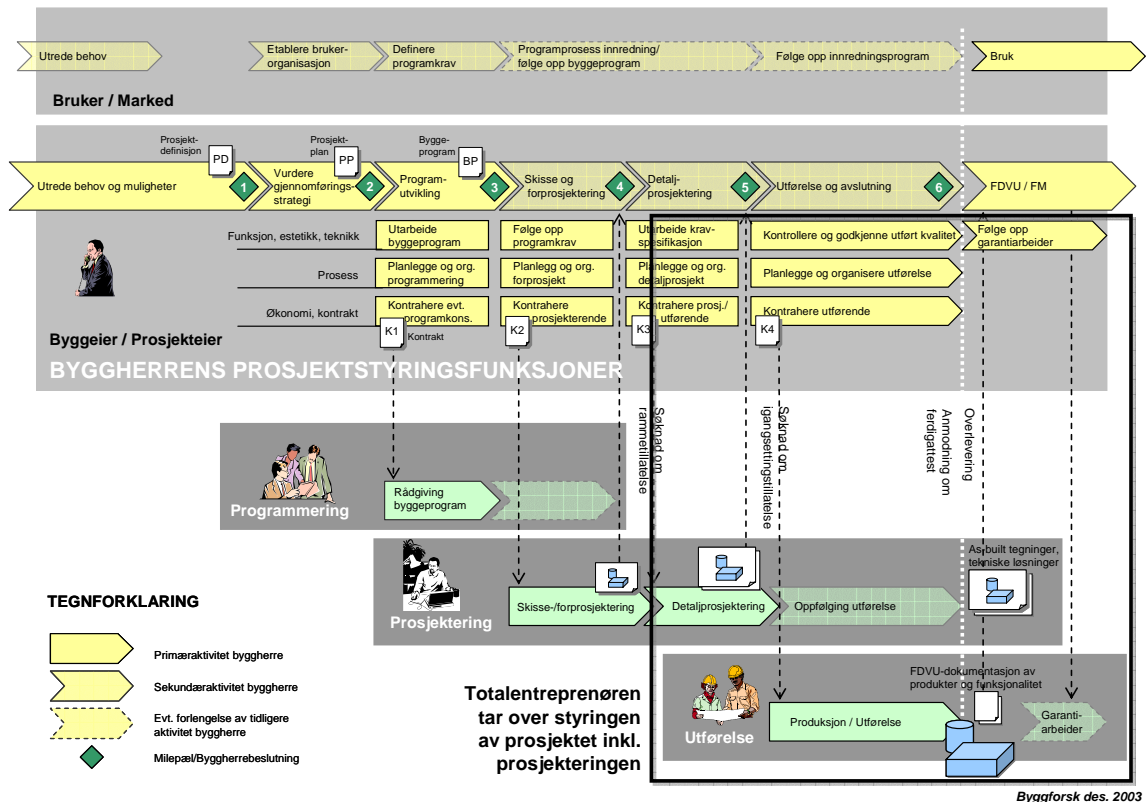 Utrede behov
Etablere bruker-
organisasjon
Definere
programkrav
Programprosess innredning/
følge opp byggeprogram
Følge opp innredningsprogram
Bruk
Bruker / Marked
Prosjekt-
definisjon
PD
Prosjekt-
plan
PP
Bygge-
program
BP
Utrede behov og muligheter
1
Vurdere
gjennomførings-
strategi
2
Program-
utvikling
3
Skisse og
forprosjektering
4
Detalj-
prosjektering
5
Utførelse og avslutning
6
FDVU / FM
Funksjon, estetikk, teknikk
Utarbeide
byggeprogram
Følge opp
programkrav
Utarbeide krav-
spesifikasjon
Kontrollere og godkjenne utført kvalitet
Følge opp
garantiarbeider
Prosess
Planlegge og org.
programmering
Planlegg og org.
forprosjekt
Planlegge og org.
detaljprosjekt
Planlegge og organisere utførelse
Økonomi, kontrakt
Kontrahere evt.
programkons.
Kontrahere
prosjekterende
Kontrahere prosj./
utførende
Kontrahere utførende
K1
Kontrakt
K2
K3
K4
Byggeier / Prosjekteier
BYGGHERRENS PROSJEKTSTYRINGSFUNKSJONER
Søknad om
rammetillatelse
Søknad om
igangsettingstillatelse
Overlevering
Anmodning om
ferdigattest
Programmering
Rådgiving
byggeprogram
Prosjektering
Skisse-/forprosjektering
Detaljprosjektering
Oppfølging utførelse
As built tegninger,
tekniske løsninger
Utførelse
Produksjon / Utførelse
FDVU-dokumentasjon av
produkter og funksjonalitet
Garanti-
arbeider
Totalentreprenøren
tar over styringen
av prosjektet inkl.
prosjekteringen
TEGNFORKLARING
Primæraktivitet byggherre
Sekundæraktivitet byggherre
Evt. forlengelse av tidligere
aktivitet byggherre
Milepæl/Byggherrebeslutning
Byggforsk des. 2003